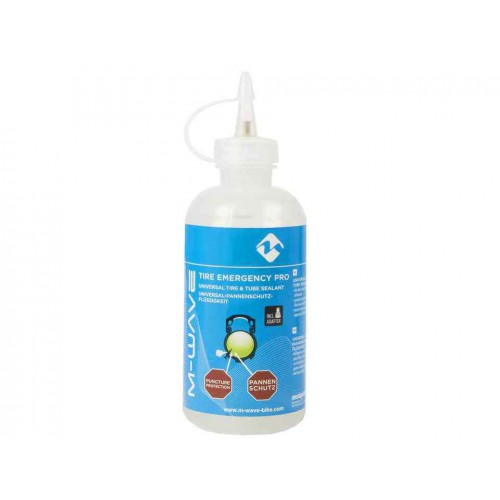 M-WAVE
TIRE EMERGENCY PRO
UNIVERSAL TIRE & TUBE SEALANT
UNIVERSAL-PANNENSCHUTZ-
FLÜSSIGKEIT
INCL.
ADAPTER
PUNCTURE
PROTECTION
PANNEN
SCHUTZ
www.m-wave-bike.com